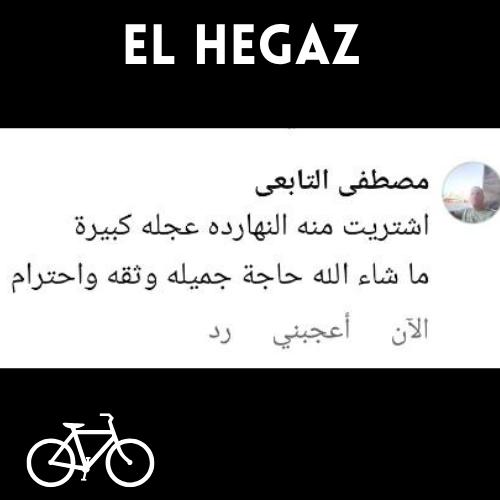 EL HEGAZ
مصطفى التابعى
اشتريت منه النهارده عجله كبيرة
ما شاء الله حاجة جميله وثقه واحترام
الآن أعجبني رد